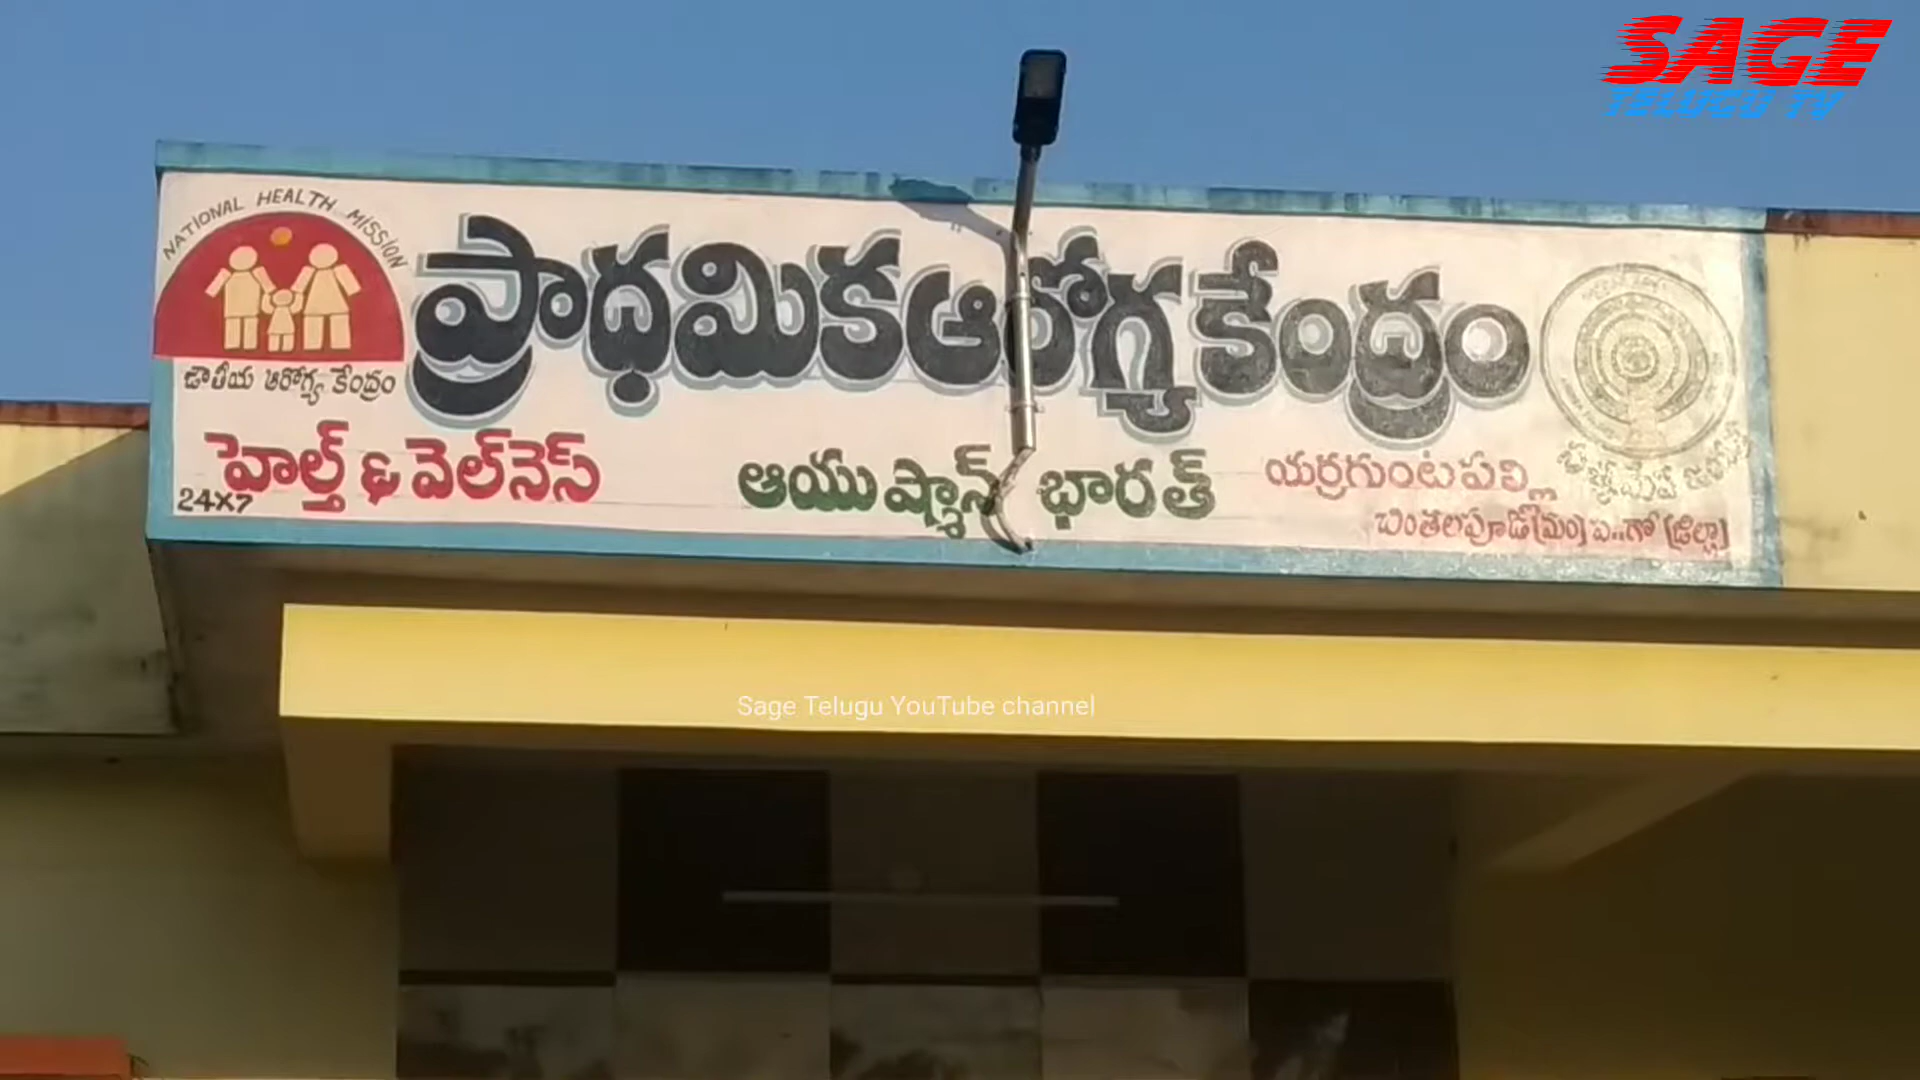 SAGE
TELUGU TV
NATIONAL HEALTH MISSION
ప్రాధమిక ఆరోగ్య కేంద్రం
జాతీయ ఆరోగ్య కేంద్రం
హెల్త్ & వెల్‌నెస్
24X7
ఆయుష్మాన్ భారత్
యర్రగుంటపల్లి
చింతలపూడి(మం) ప..గో (జిల్లా)
Sage Telugu YouTube channel